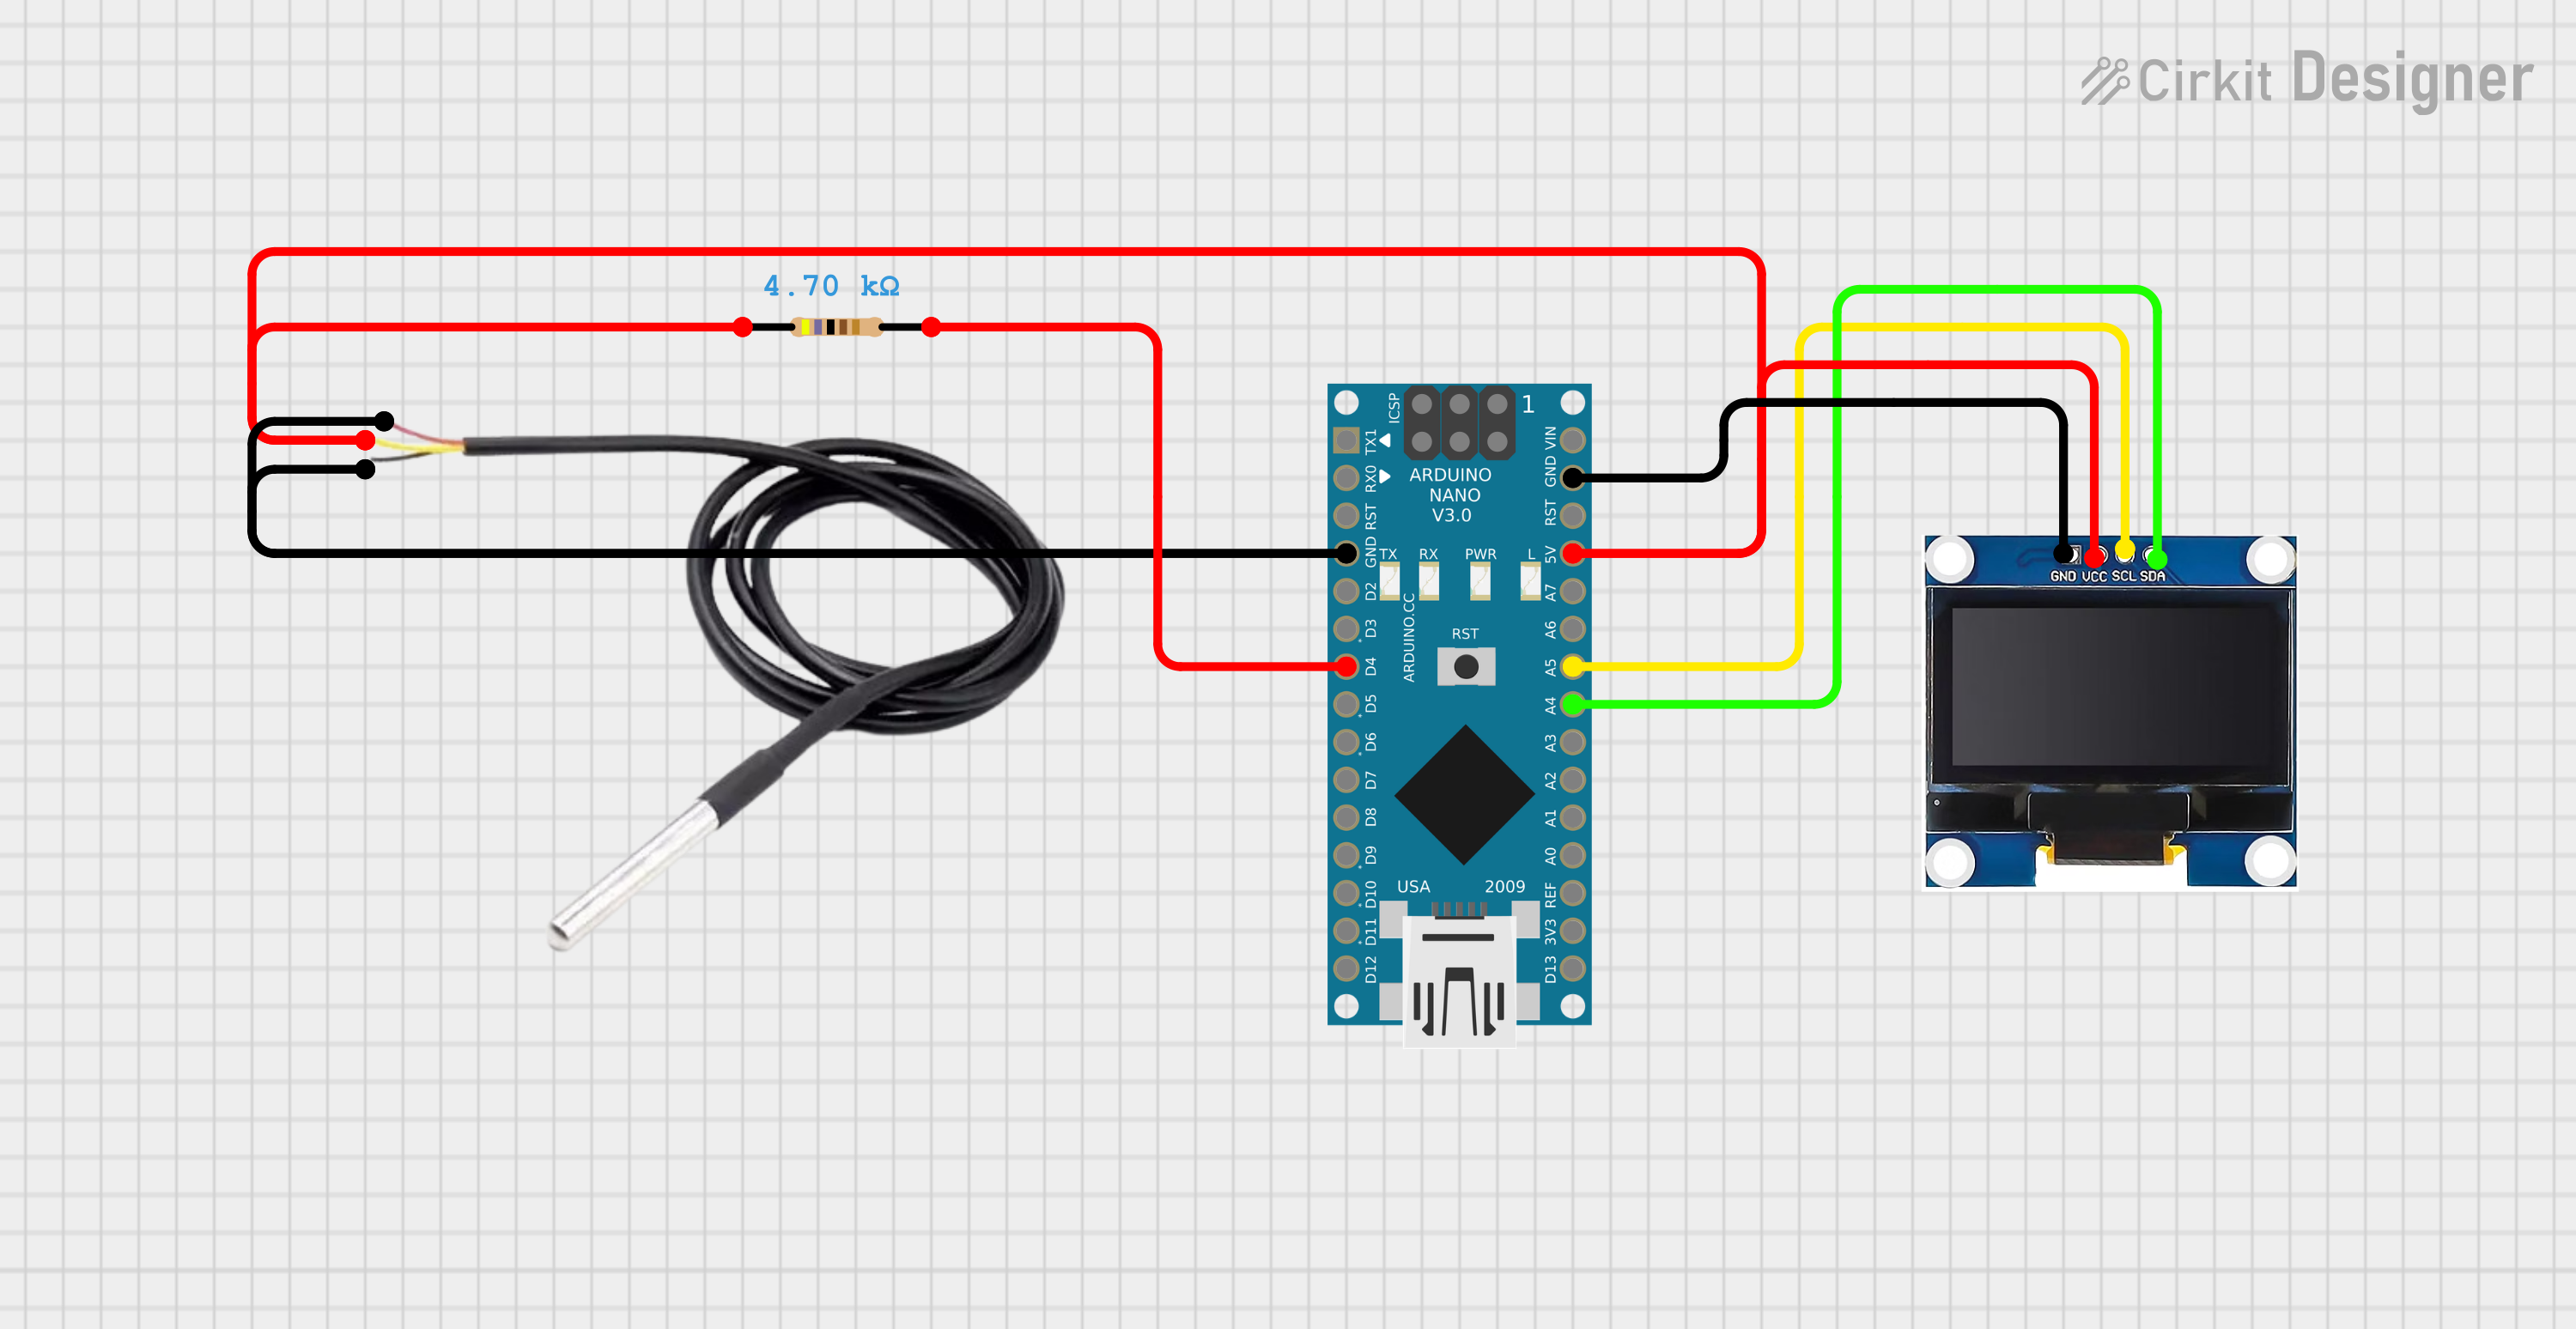 Cirkit Designer
4.70 kΩ
ICSP
1
TX1
RX0
RST
GND
D2
D3
D4
D5
D6
D7
D8
D9
D10
D11
D12
ARDUINO
NANO
V3.0
TX
RX
PWR
L
ARDUINO.CC
RST
USA
2009
VIN
GND
RST
5V
A7
A6
A5
A4
A3
A2
A1
A0
REF
3V3
D13
GND VCC SCL SDA